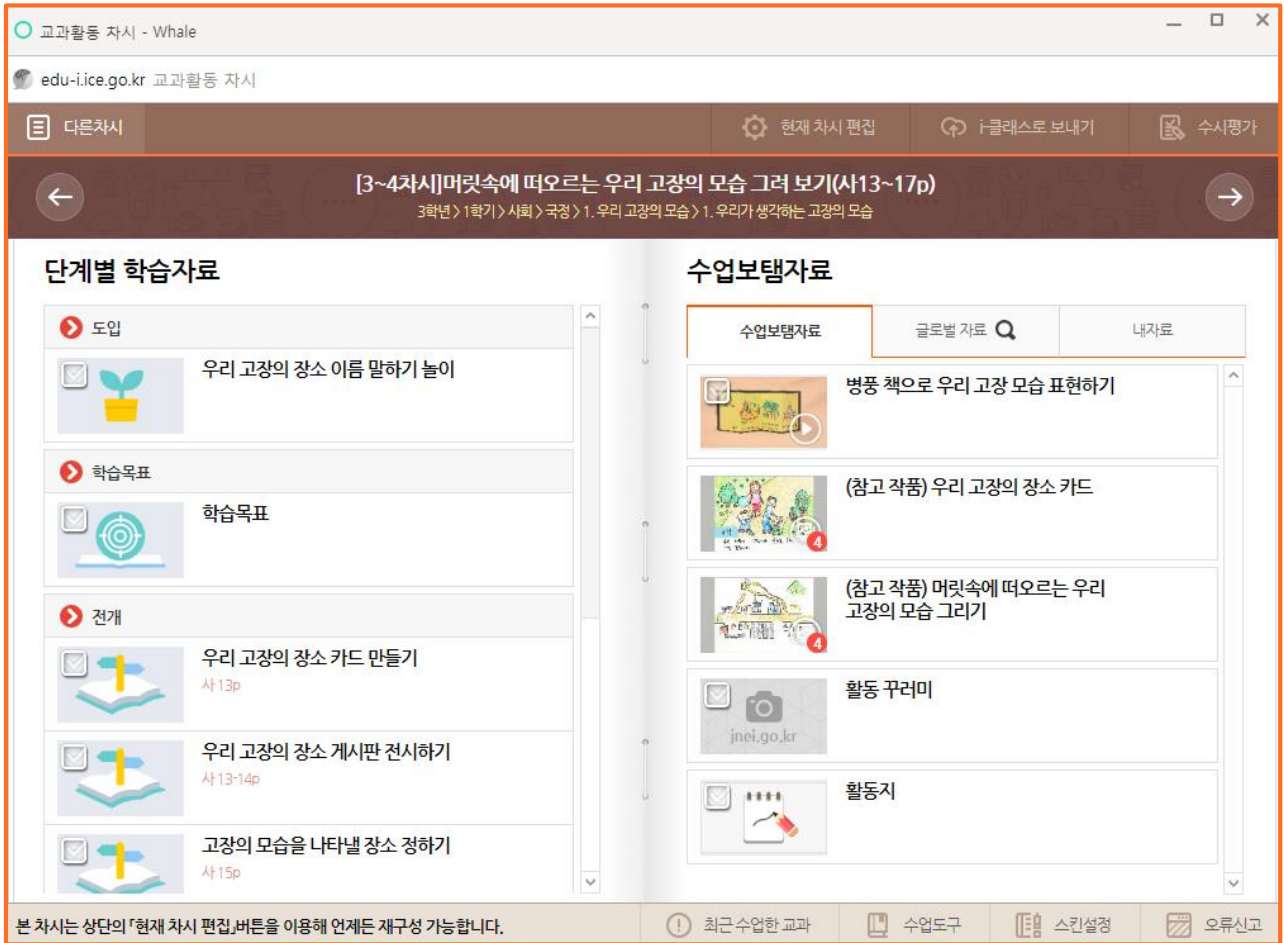 교과활동 차시 - Whale
edu-i.ice.go.kr 교과활동 차시
다른차시
현재 차시 편집
i-클래스로 보내기
수시평가
[3~4차시]머릿속에 떠오르는 우리 고장의 모습 그려 보기(사13~17p)
3학년 > 1학기 > 사회 > 국정 > 1. 우리 고장의 모습 > 1. 우리가 생각하는 고장의 모습
단계별 학습자료
도입
우리 고장의 장소 이름 말하기 놀이
학습목표
학습목표
전개
우리 고장의 장소 카드 만들기
사 13p
우리 고장의 장소 게시판 전시하기
사 13-14p
고장의 모습을 나타낼 장소 정하기
사 15p
수업보탬자료
수업보탬자료
글로벌 자료
내자료
병풍 책으로 우리 고장 모습 표현하기
(참고 작품) 우리 고장의 장소 카드
4
(참고 작품) 머릿속에 떠오르는 우리
고장의 모습 그리기
4
활동 꾸러미
jnei.go.kr
활동지
본 차시는 상단의 「현재 차시 편집」버튼을 이용해 언제든 재구성 가능합니다.
최근 수업한 교과
수업도구
스킨설정
오류신고